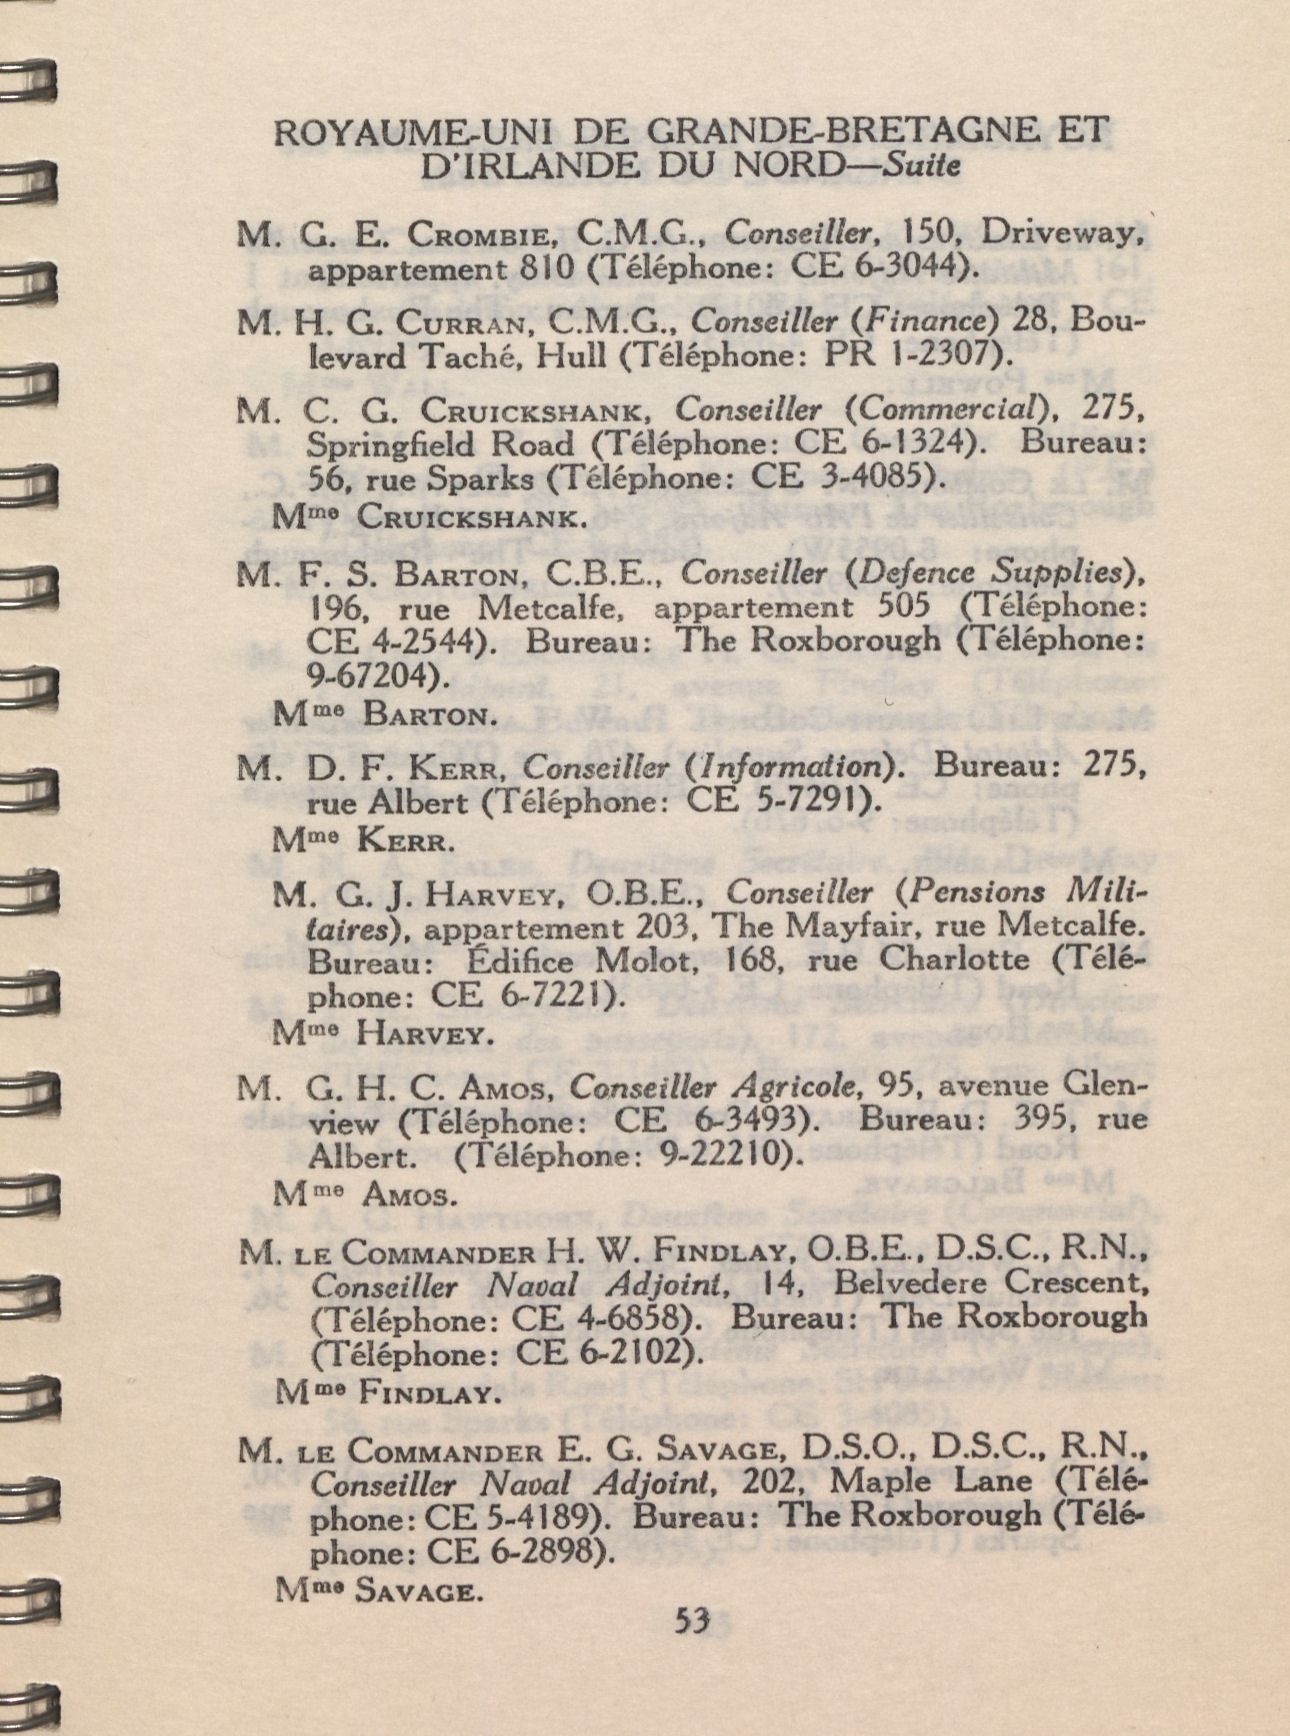 ROYAUME-UNI DE GRANDE-BRETAGNE ET
D'IRLANDE DU NORD—Suite
M. G. E. CROMBIE, C.M.G., Conseiller, 150, Driveway,
appartement 810 (Téléphone: CE 6-3044).
M. H. G. CURRAN, C.M.G., Conseiller (Finance) 28, Bou-
levard Taché, Hull (Téléphone: PR 1-2307).
M. C. G. CRUICKSHANK, Conseiller (Commercial), 275,
Springfield Road (Téléphone: CE 6-1324). Bureau:
56, rue Sparks (Téléphone: CE 3-4085).
Mme CRUICKSHANK.
M. F. S. BARTON, C.B.E., Conseiller (Defence Supplies),
196, rue Metcalfe, appartement 505 (Téléphone:
CE 4-2544). Bureau: The Roxborough (Téléphone:
9-67204).
Mme BARTON.
M. D. F. KERR, Conseiller (Information). Bureau: 275,
rue Albert (Téléphone: CE 5-7291).
Mme KERR.
M. G. J. HARVEY, O.B.E., Conseiller (Pensions Mili-
taires), appartement 203, The Mayfair, rue Metcalfe.
Bureau: Édifice Molot, 168, rue Charlotte (Télé-
phone: CE 6-7221).
Mme HARVEY.
M. G. H. C. AMOS, Conseiller Agricole, 95, avenue Glen-
view (Téléphone: CE 6-3493). Bureau: 395, rue
Albert. (Téléphone: 9-22210).
Mme AMOS.
M. LE COMMANDER H. W. FINDLAY, O.B.E., D.S.C., R.N.,
Conseiller Naval Adjoint, 14, Belvedere Crescent,
(Téléphone: CE 4-6858). Bureau: The Roxborough
(Téléphone: CE 6-2102).
Mme FINDLAY.
M. LE COMMANDER E. G. SAVAGE, D.S.O., D.S.C., R.N.,
Conseiller Naval Adjoint, 202, Maple Lane (Télé-
phone: CE 5-4189). Bureau: The Roxborough (Télé-
phone: CE 6-2898).
Mme SAVAGE.
53